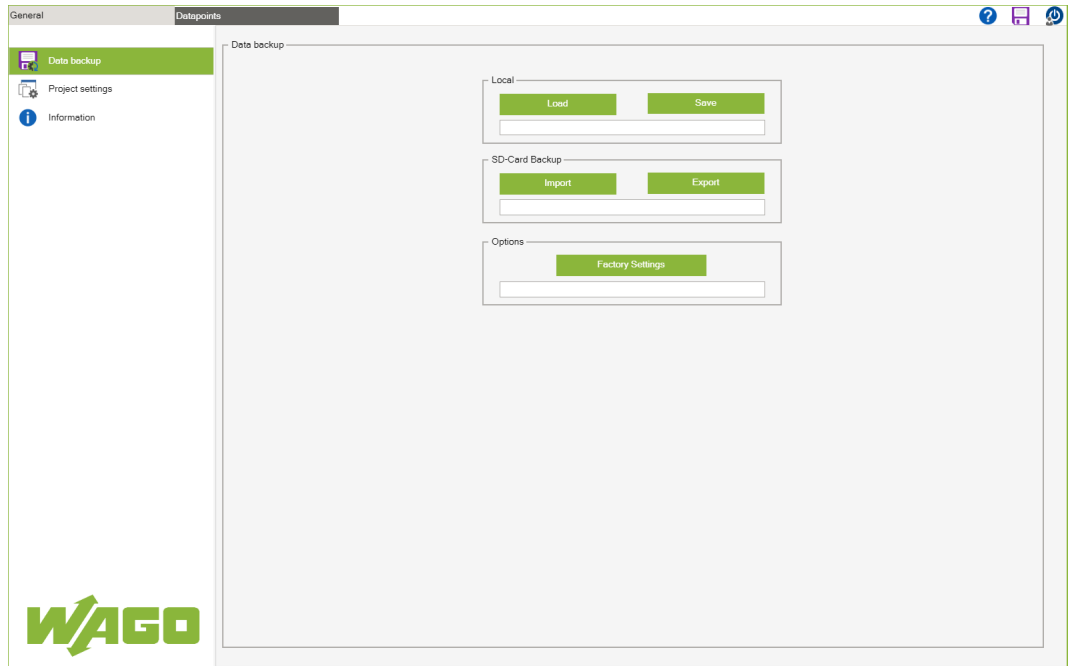 General
Datapoints
?
Data backup
Project settings
i
Information
Data backup
Local
Load
Save
SD-Card Backup
Import
Export
Options
Factory Settings
WAGO